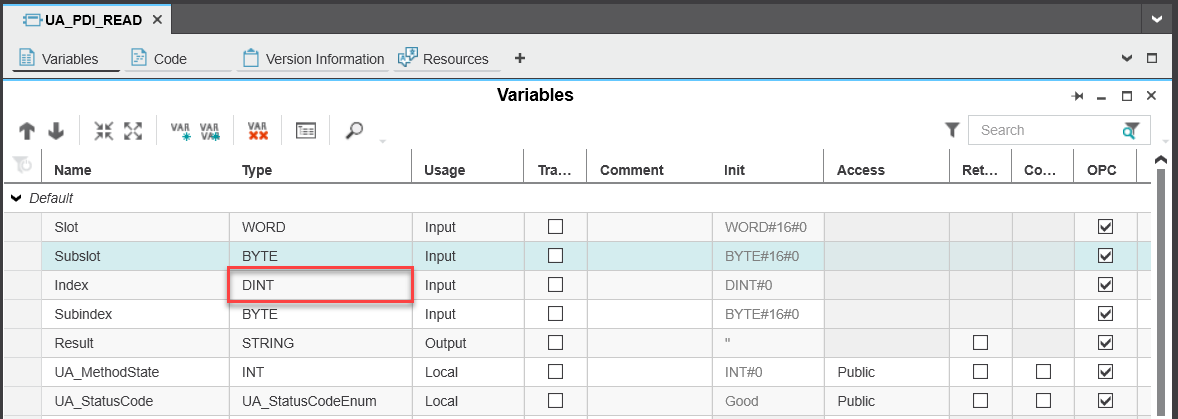 UA_PDI_READ
Variables Code Version Information Resources
Variables
VAR VAR VAR VAR Search
Name Type Usage Tra... Comment Init Access Ret... Co... OPC
Default
Slot WORD Input WORD#16#0
Subslot BYTE Input BYTE#16#0
Index DINT Input DINT#0
Subindex BYTE Input BYTE#16#0
Result STRING Output ''
UA_MethodState INT Local INT#0 Public
UA_StatusCode UA_StatusCodeEnum Local Good Public